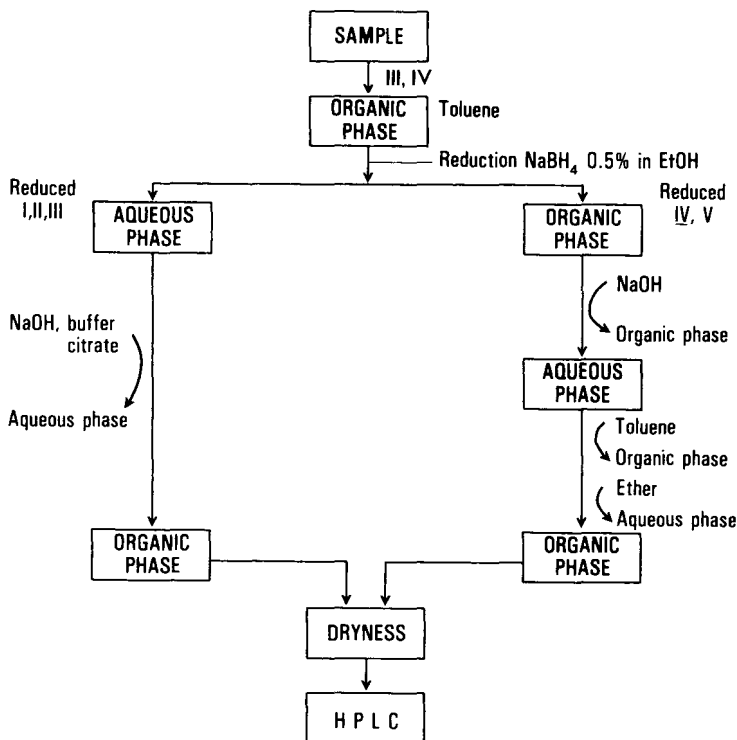 SAMPLE
III, IV
ORGANIC
PHASE
Toluene
Reduction NaBH4 0.5% in EtOH
Reduced
I,II,III
AQUEOUS
PHASE
ORGANIC
PHASE
Reduced
IV, V
NaOH, buffer
citrate
Aqueous phase
NaOH
Organic phase
AQUEOUS
PHASE
Toluene
Organic phase
Ether
Aqueous phase
ORGANIC
PHASE
ORGANIC
PHASE
DRYNESS
H P L C